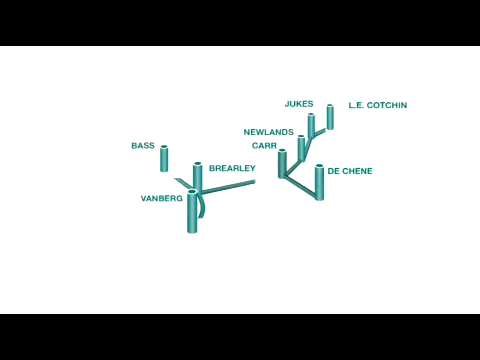 JUKES
L.E. COTCHIN
NEWLANDS
BASS
CARR
BREARLEY
DE CHENE
VANBERG